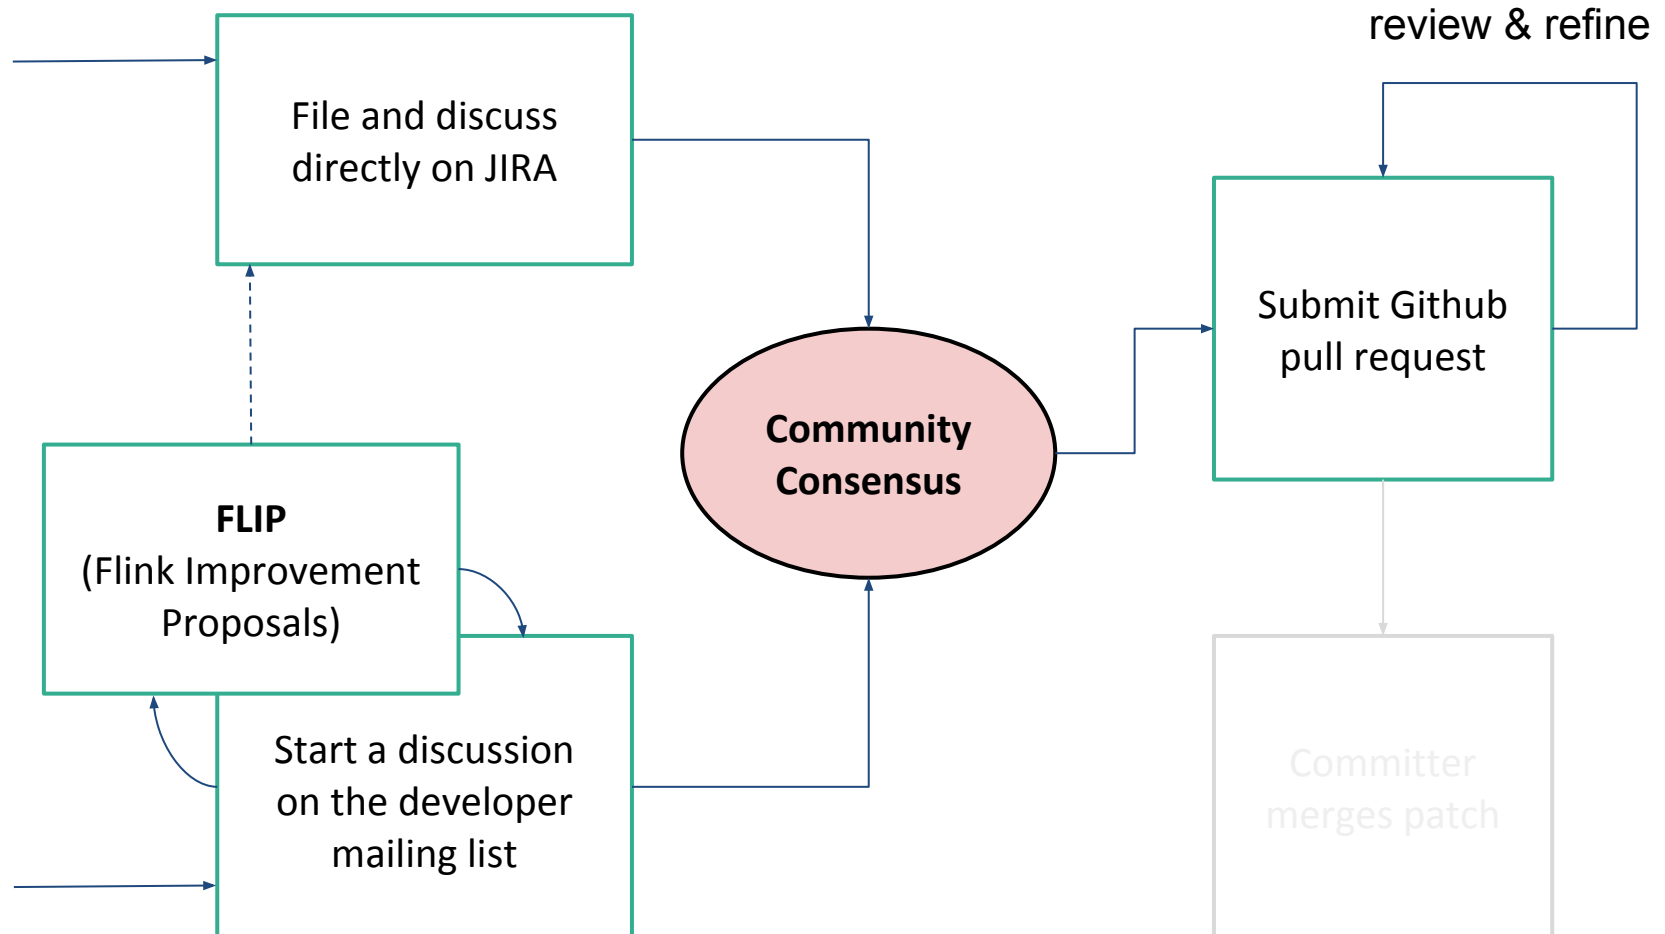 review & refine
File and discuss
directly on JIRA
Submit Github
pull request
Community
Consensus
FLIP
(Flink Improvement
Proposals)
Start a discussion
on the developer
mailing list
Committer
merges patch